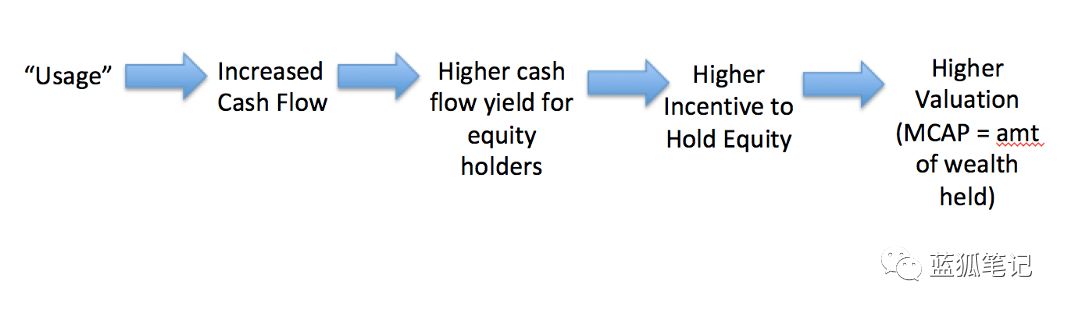 “Usage”
Increased
Cash Flow
Higher cash
flow yield for
equity
holders
Higher
Incentive to
Hold Equity
Higher
Valuation
(MCAP = amt
of wealth
held)
蓝狐笔记